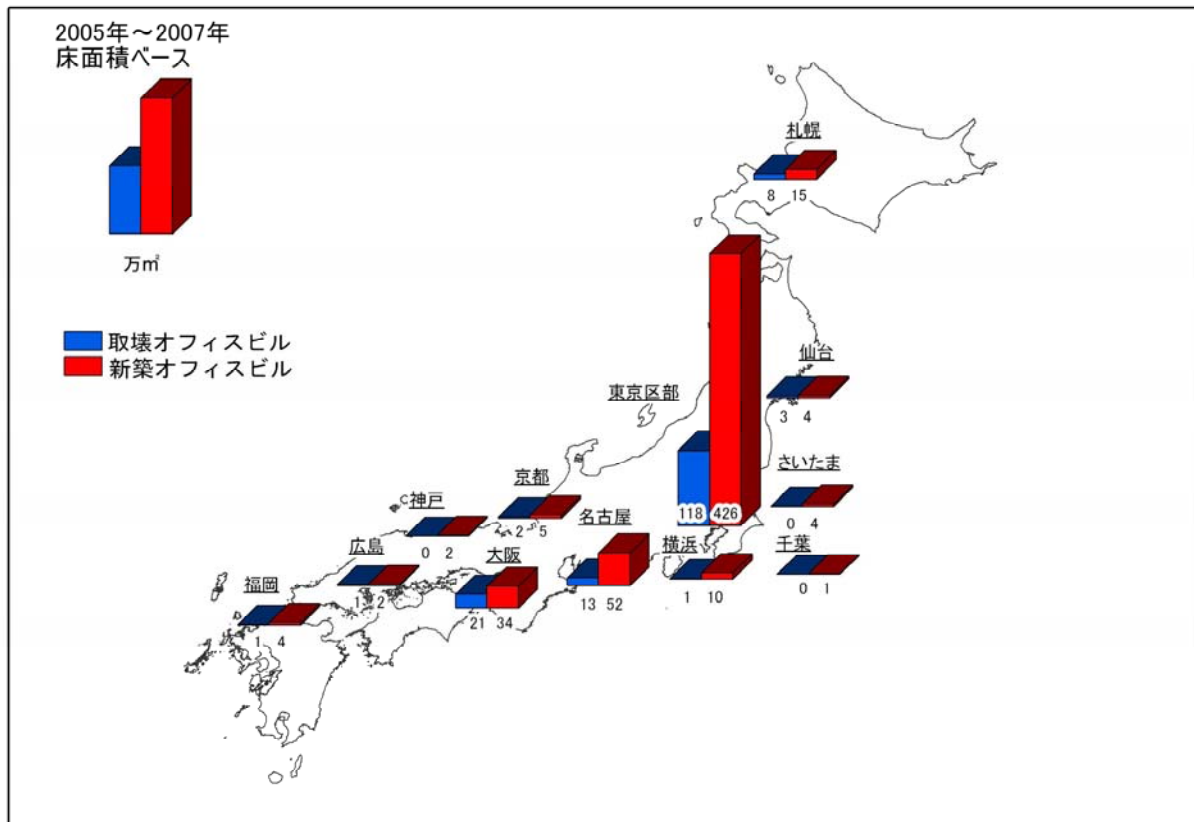 2005年～2007年
床面積ベース
万㎡
取壊オフィスビル
新築オフィスビル
札幌
8 15
仙台
3 4
東京区部
118 426
さいたま
0 4
京都
2 5
神戸
0 2
名古屋
13 52
横浜
1 10
千葉
0 1
広島
1 2
大阪
21 34
福岡
1 4